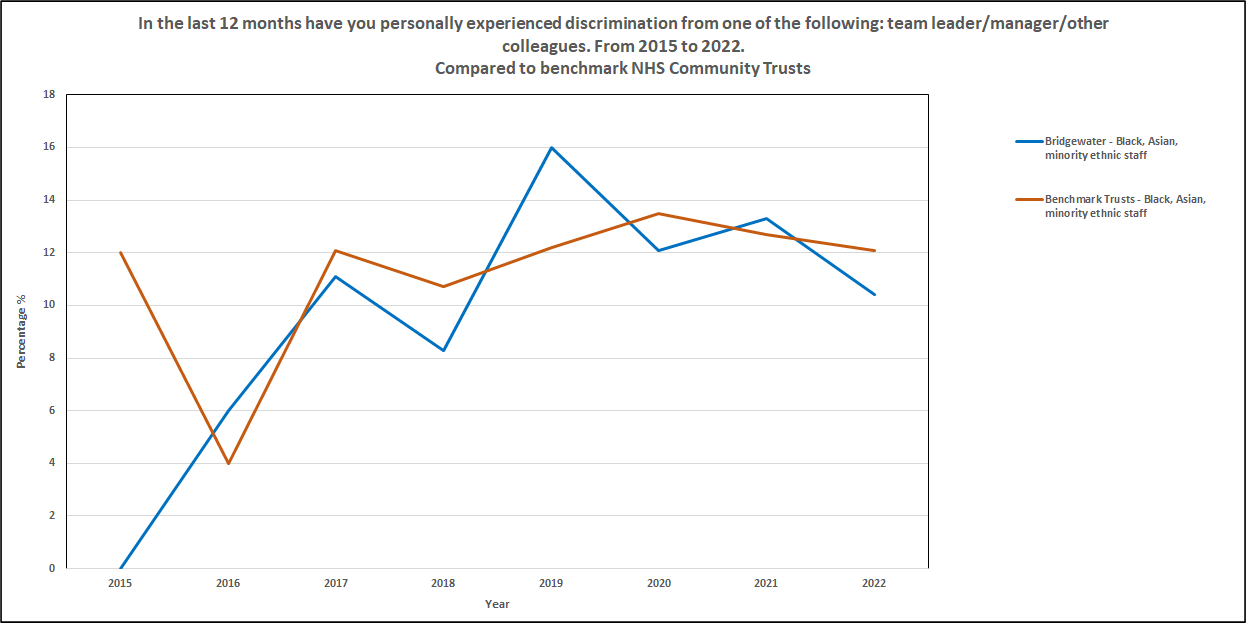 In the last 12 months have you personally experienced discrimination from one of the following: team leader/manager/other
colleagues. From 2015 to 2022.
Compared to benchmark NHS Community Trusts
18
16
14
12
10
8
6
4
2
0
Percentage %
2015 2016 2017 2018 2019 2020 2021 2022
Year
Bridgewater - Black, Asian,
minority ethnic staff
Benchmark Trusts - Black, Asian,
minority ethnic staff